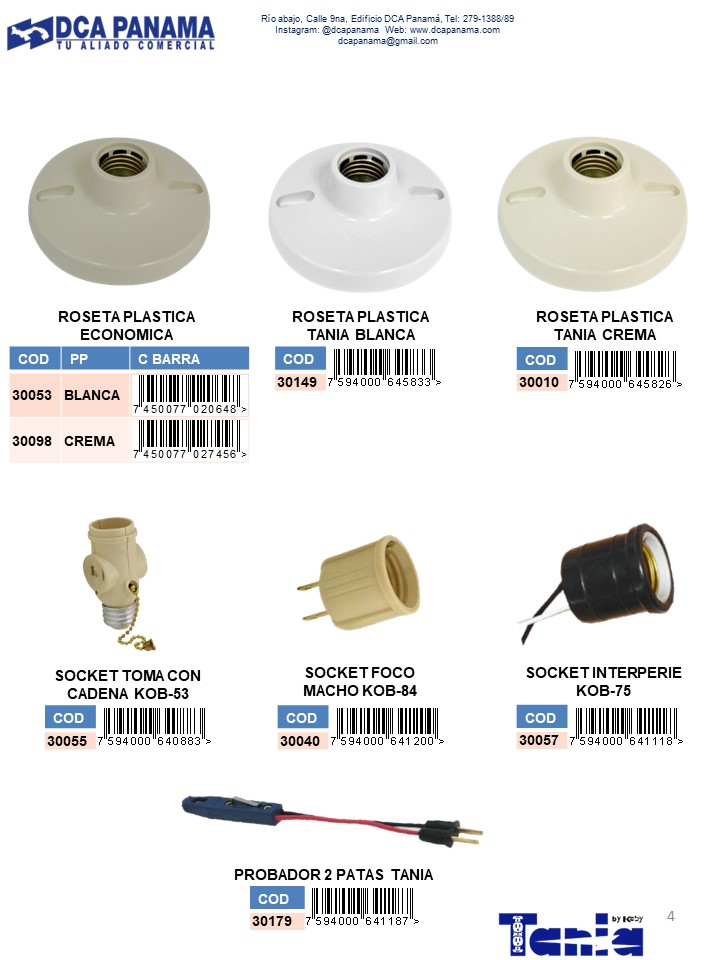 DCA PANAMA
TU ALIADO COMERCIAL
Río abajo, Calle 9na, Edificio DCA Panamá, Tel: 279-1388/89
Instagram: @dcapanama Web: www.dcapanama.com
dcapanama@gmail.com
ROSETA PLASTICA
ECONOMICA
COD PP C BARRA
30053 BLANCA 7 450077 020648 >
30098 CREMA 7 450077 027456 >
ROSETA PLASTICA
TANIA BLANCA
COD
30149 7 594000 645833 >
ROSETA PLASTICA
TANIA CREMA
COD
30010 7 594000 645826 >
SOCKET TOMA CON
CADENA KOB-53
COD
30055 7 594000 640883 >
SOCKET FOCO
MACHO KOB-84
COD
30040 7 594000 641200 >
SOCKET INTERPERIE
KOB-75
COD
30057 7 594000 641118 >
PROBADOR 2 PATAS TANIA
COD
30179 7 594000 641187 >
Tania by Koby
4